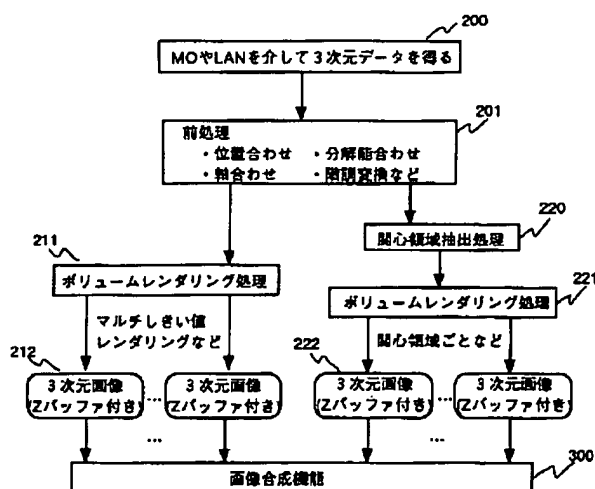 200
MOやLANを介して3次元データを得る
201
前処理
・位置合わせ ・分解能合わせ
・軸合わせ ・階調変換など
220
関心領域抽出処理
211
ボリュームレンダリング処理
221
ボリュームレンダリング処理
マルチしきい値
レンダリングなど
関心領域ごとなど
212
222
3次元画像
(Zバッファ付き)
...
3次元画像
(Zバッファ付き)
3次元画像
(Zバッファ付き)
...
3次元画像
(Zバッファ付き)
...
...
300
画像合成機能